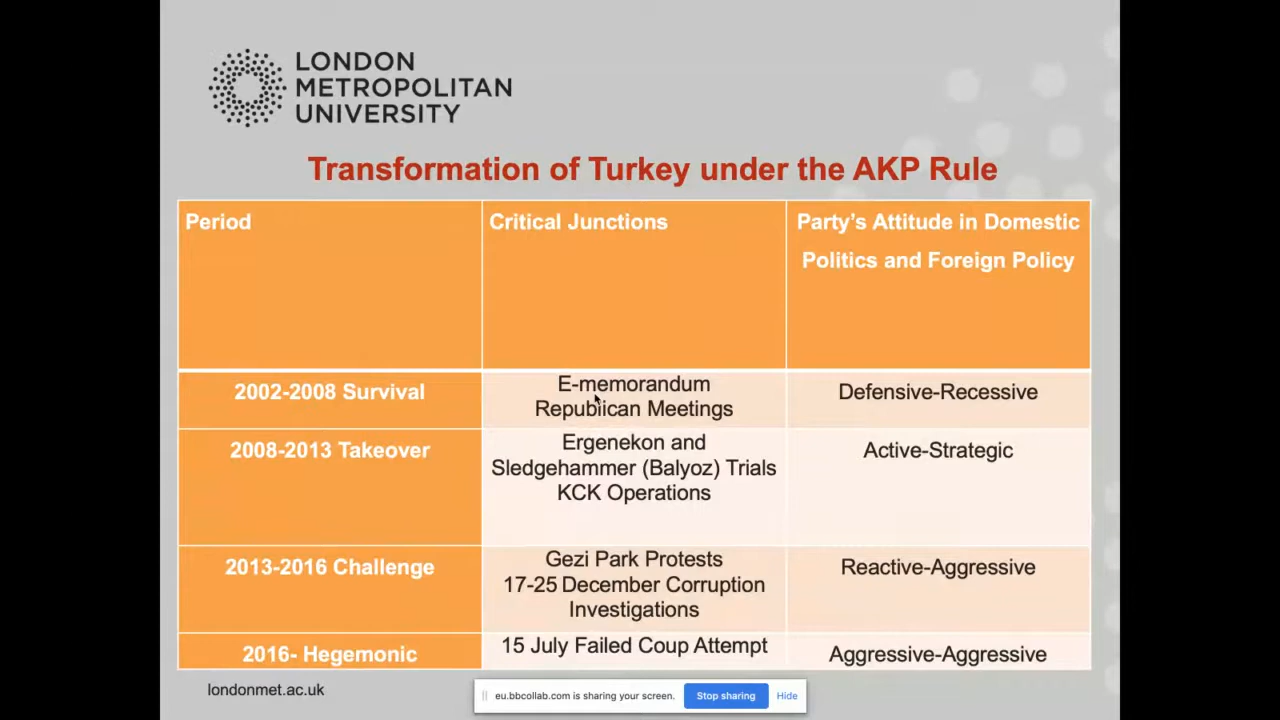 LONDON
METROPOLITAN
UNIVERSITY
Transformation of Turkey under the AKP Rule
Period
Critical Junctions
Party's Attitude in Domestic
Politics and Foreign Policy
2002-2008 Survival
E-memorandum
Republican Meetings
Defensive-Recessive
2008-2013 Takeover
Ergenekon and
Sledgehammer (Balyoz) Trials
KCK Operations
Active-Strategic
2013-2016 Challenge
Gezi Park Protests
17-25 December Corruption
Investigations
Reactive-Aggressive
2016- Hegemonic
15 July Failed Coup Attempt
Aggressive-Aggressive
londonmet.ac.uk
eu.bbcollab.com is sharing your screen.
Stop sharing
Hide